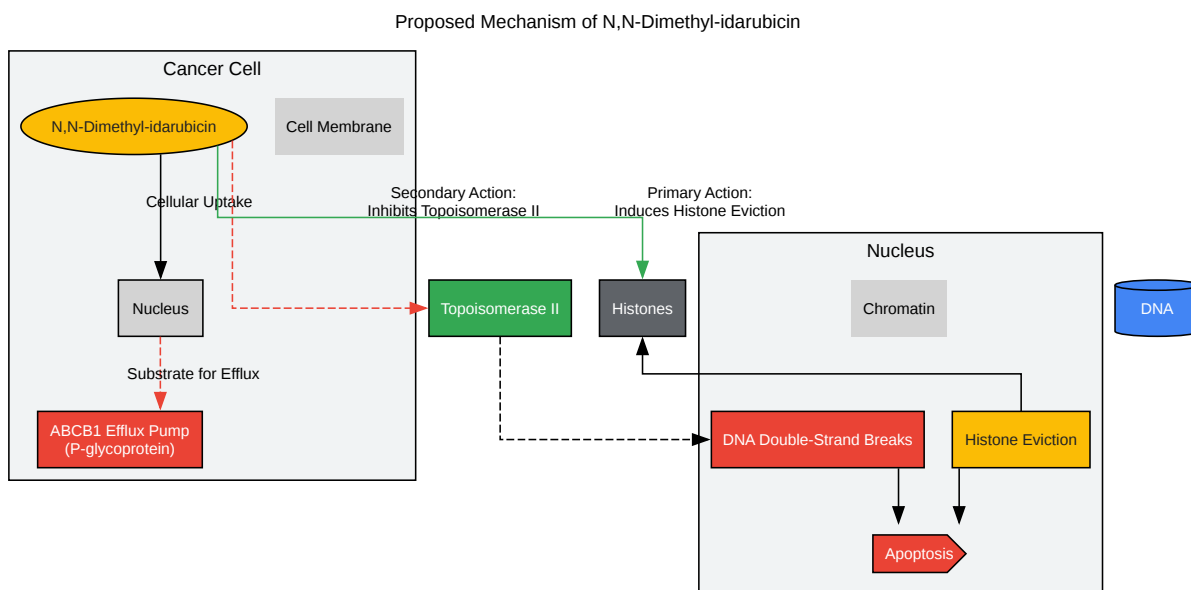 Proposed Mechanism of N,N-Dimethyl-idarubicin
Cancer Cell
N,N-Dimethyl-idarubicin
Cell Membrane
Cellular Uptake
Secondary Action:
Inhibits Topoisomerase II
Primary Action:
Induces Histone Eviction
Nucleus
Nucleus
Topoisomerase II
Histones
Chromatin
DNA
Substrate for Efflux
ABCB1 Efflux Pump
(P-glycoprotein)
DNA Double-Strand Breaks
Histone Eviction
Apoptosis